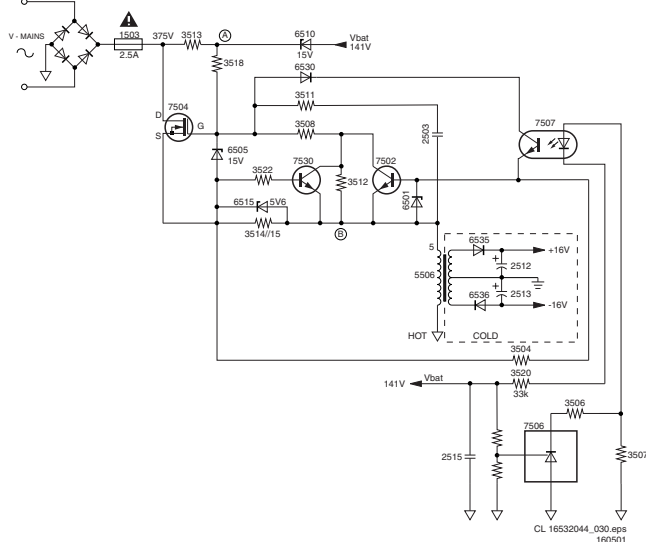 V - MAINS
1503
2.5A
375V
3513
A
6510
15V
Vbat
141V
3518
6530
3511
7504
D
S
G
3508
2503
7507
6505
15V
3522
7530
7502
3512
6515
5V6
6501
3514//15
B
5
6535
+16V
2512
5506
2513
6536
-16V
HOT
COLD
3504
141V
Vbat
3520
33k
3506
7506
2515
3507
CL 16532044_030.eps
160501